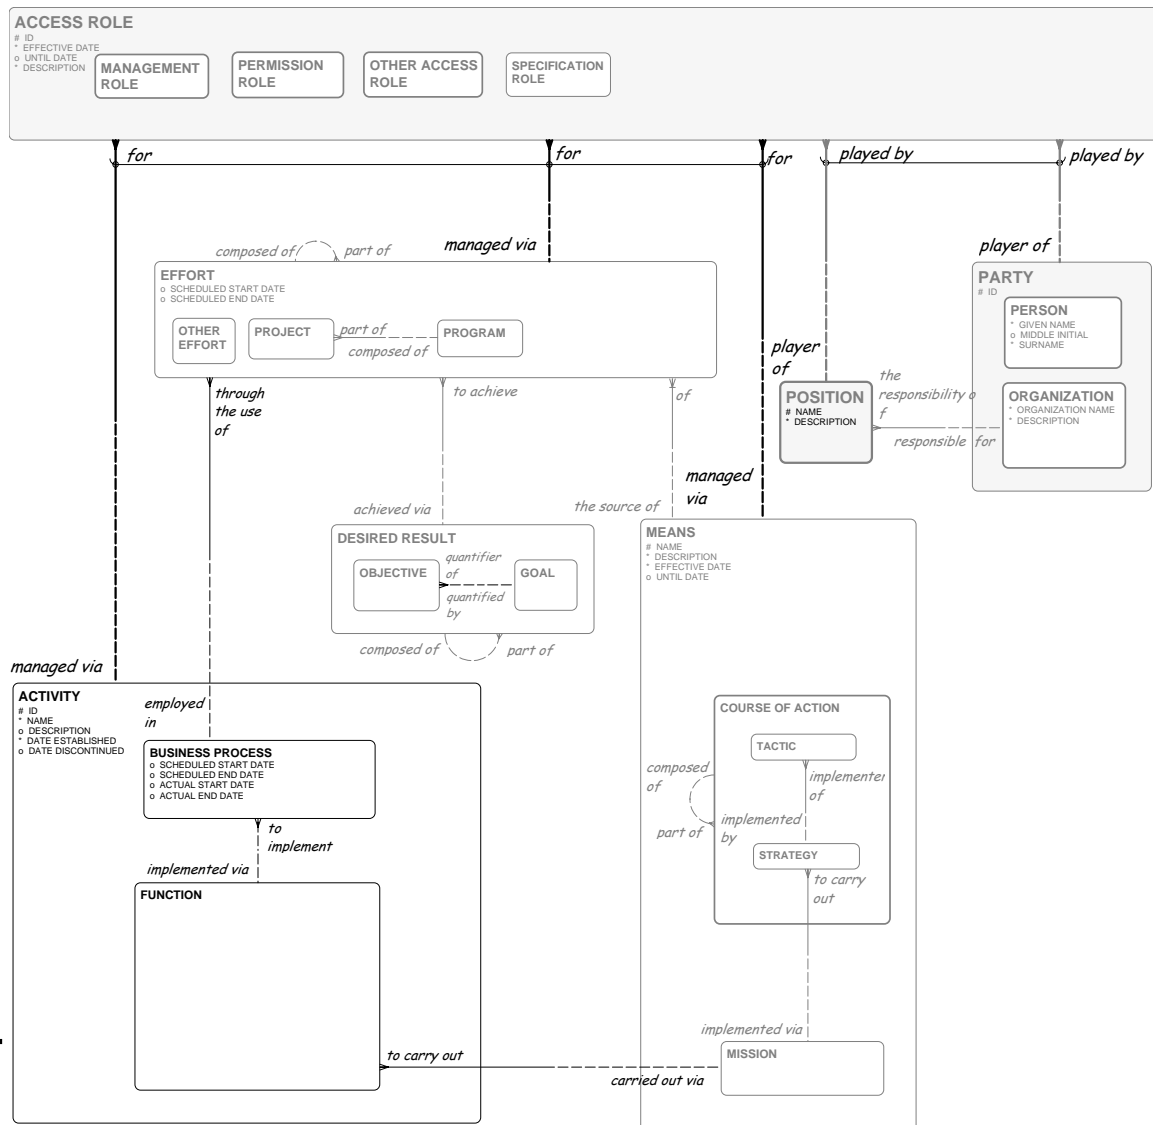 ACCESS ROLE
# ID
* EFFECTIVE DATE
o UNTIL DATE
* DESCRIPTION
MANAGEMENT
ROLE
PERMISSION
ROLE
OTHER ACCESS
ROLE
SPECIFICATION
ROLE
for
for
for
played by
played by
composed of
part of
managed via
player of
EFFORT
o SCHEDULED START DATE
o SCHEDULED END DATE
OTHER
EFFORT
PROJECT
part of
composed of
PROGRAM
PARTY
# ID
PERSON
* GIVEN NAME
o MIDDLE INITIAL
* SURNAME
player
of
through
the use
of
to achieve
of
POSITION
# NAME
* DESCRIPTION
the
responsibility o
f
responsible for
ORGANIZATION
* ORGANIZATION NAME
* DESCRIPTION
managed
via
achieved via
the source of
DESIRED RESULT
OBJECTIVE
quantifier
of
quantified
by
GOAL
composed of
part of
MEANS
# NAME
* DESCRIPTION
* EFFECTIVE DATE
o UNTIL DATE
managed via
ACTIVITY
# ID
* NAME
o DESCRIPTION
* DATE ESTABLISHED
o DATE DISCONTINUED
employed
in
BUSINESS PROCESS
o SCHEDULED START DATE
o SCHEDULED END DATE
o ACTUAL START DATE
o ACTUAL END DATE
to
implement
implemented via
FUNCTION
COURSE OF ACTION
TACTIC
composed
of
part of
implementer
of
implemented
by
STRATEGY
to carry
out
implemented via
MISSION
to carry out
carried out via